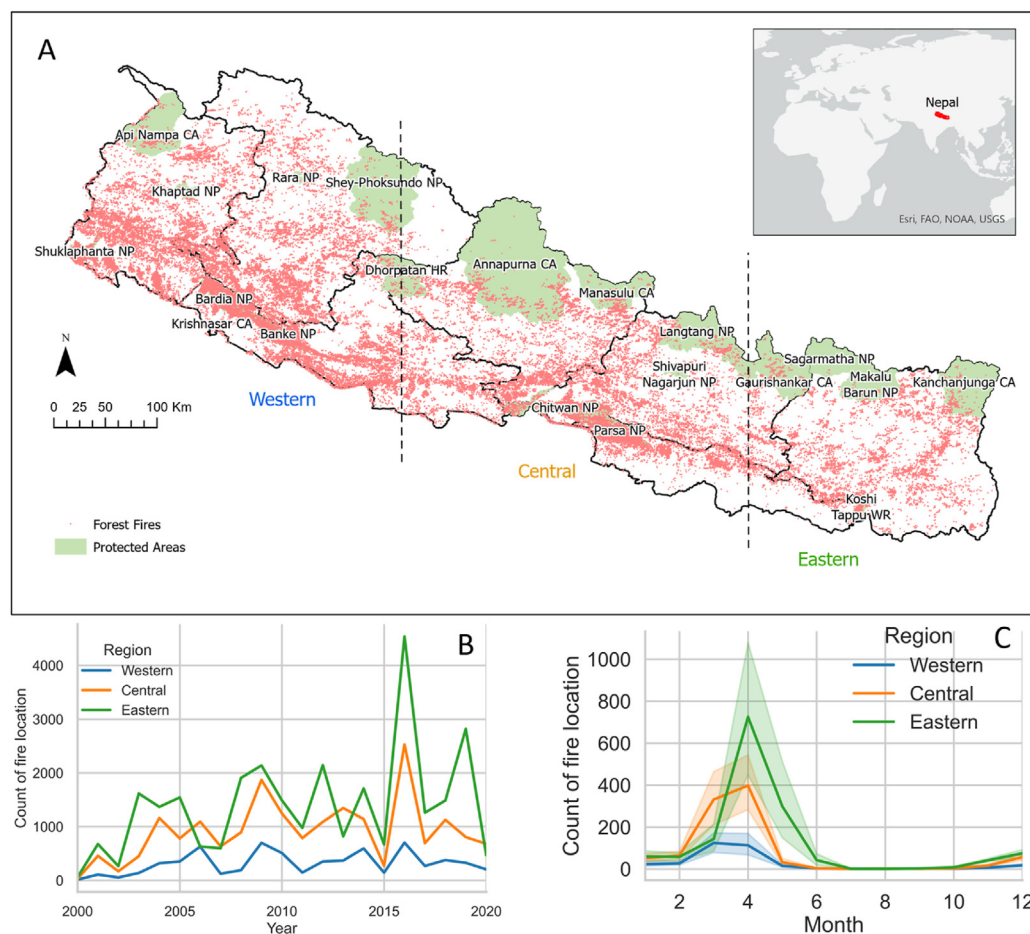 A
Nepal
Esri, FAO, NOAA, USGS
Api Nampa CA
Khaptad NP
Rara NP
Shey-Phoksundo NP
Shuklaphanta NP
Dhorpatan HR
Annapurna CA
Manasulu CA
Bardia NP
Krishnasar CA
Banke NP
Langtang NP
Shivapuri
Nagarjun NP
Sagarmatha NP
Gaurishankar CA
Makalu
Barun NP
Kanchanjunga CA
N
0 25 50 100 Km
Western
Chitwan NP
Parsa NP
Central
Koshi
Tappu WR
Eastern
Forest Fires
Protected Areas
B
Region
Western
Central
Eastern
Count of fire location
4000
3000
2000
1000
0
2000 2005 2010 2015 2020
Year
C
Region
Western
Central
Eastern
Count of fire location
1000
800
600
400
200
0
2 4 6 8 10 12
Month